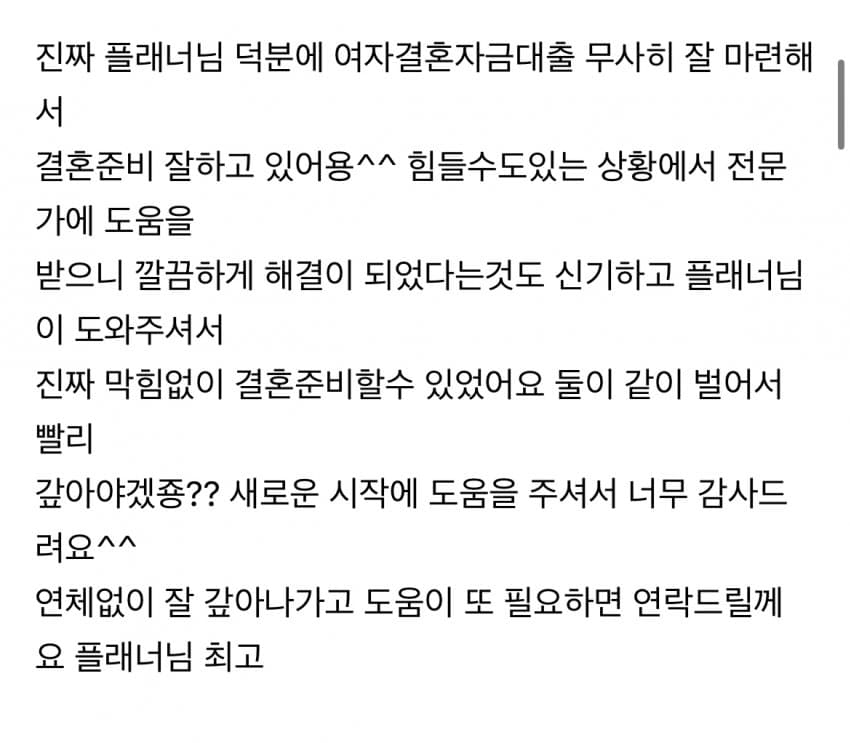 진짜 플래너님 덕분에 여자결혼자금대출 무사히 잘 마련해
서
결혼준비 잘하고 있어용^^ 힘들수도있는 상황에서 전문
가에 도움을
받으니 깔끔하게 해결이 되었다는것도 신기하고 플래너님
이 도와주셔서
진짜 막힘없이 결혼준비할수 있었어요 둘이 같이 벌어서
빨리
갚아야겠죵?? 새로운 시작에 도움을 주셔서 너무 감사드
려요^^
연체없이 잘 갚아나가고 도움이 또 필요하면 연락드릴께
요 플래너님 최고